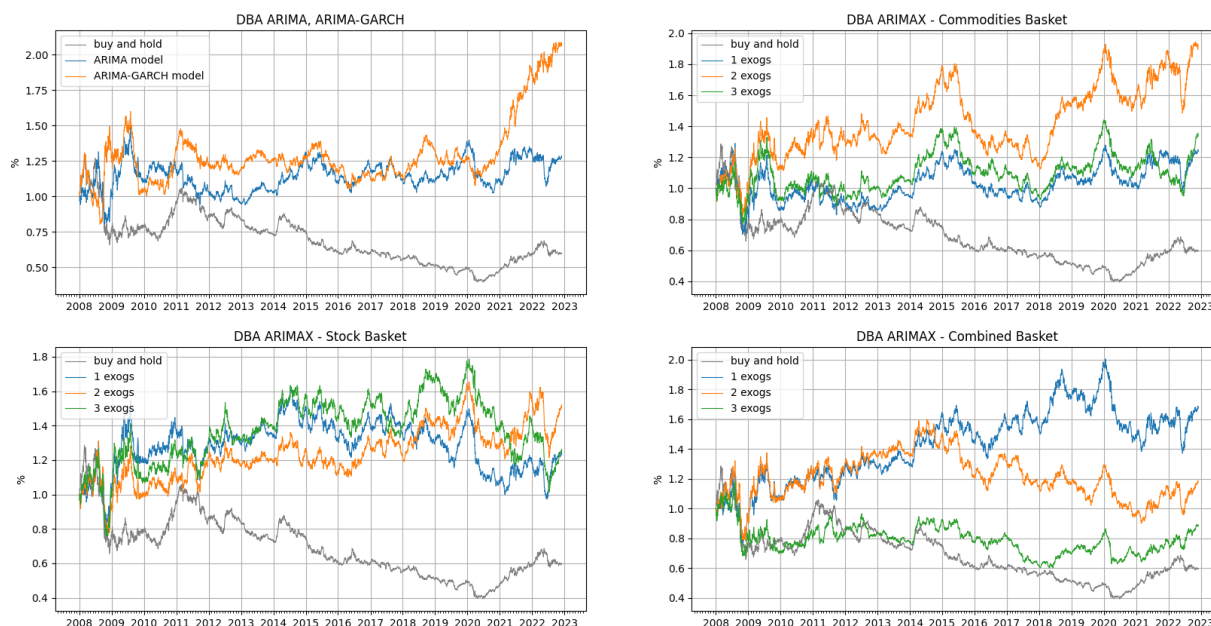 DBA ARIMA, ARIMA-GARCH
buy and hold
ARIMA model
ARIMA-GARCH model
%
2.00
1.75
1.50
1.25
1.00
0.75
0.50
2008 2009 2010 2011 2012 2013 2014 2015 2016 2017 2018 2019 2020 2021 2022 2023
DBA ARIMAX - Commodities Basket
buy and hold
1 exogs
2 exogs
3 exogs
%
2.0
1.8
1.6
1.4
1.2
1.0
0.8
0.6
0.4
2008 2009 2010 2011 2012 2013 2014 2015 2016 2017 2018 2019 2020 2021 2022 2023
DBA ARIMAX - Stock Basket
buy and hold
1 exogs
2 exogs
3 exogs
%
1.8
1.6
1.4
1.2
1.0
0.8
0.6
0.4
2008 2009 2010 2011 2012 2013 2014 2015 2016 2017 2018 2019 2020 2021 2022 2023
DBA ARIMAX - Combined Basket
buy and hold
1 exogs
2 exogs
3 exogs
%
2.0
1.8
1.6
1.4
1.2
1.0
0.8
0.6
0.4
2008 2009 2010 2011 2012 2013 2014 2015 2016 2017 2018 2019 2020 2021 2022 2023